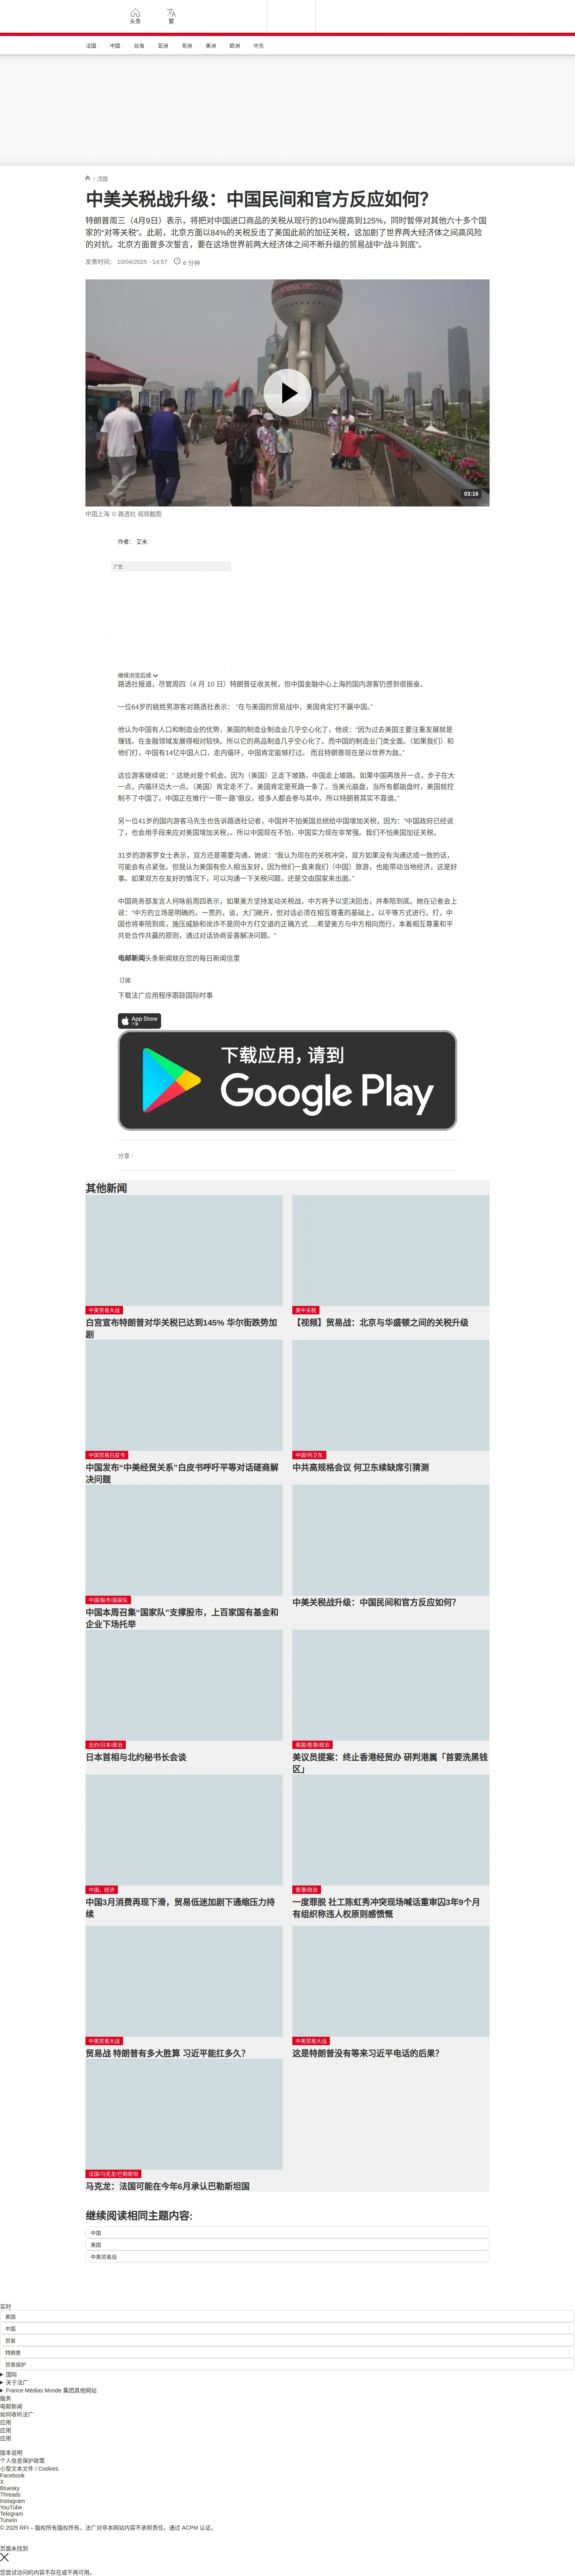 头条
繁
法国
中国
台海
亚洲
非洲
美洲
欧洲
中东
/ 中国
中美关税战升级：中国民间和官方反应如何？
特朗普周三（4月9日）表示，将把对中国进口商品的关税从现行的104%提高到125%，同时暂停对其他六十多个国
家的“对等关税”。此前，北京方面以84%的关税反击了美国此前的加征关税，这加剧了世界两大经济体之间高风险
的对抗。北京方面曾多次誓言，要在这场世界前两大经济体之间不断升级的贸易战中“战斗到底”。
发表时间： 10/04/2025 - 14:57
6 分钟
03:16
中国上海 © 路透社 视频截图
作者： 艾米
广告
继续浏览后续
路透社报道，尽管周四（4 月 10 日）特朗普征收关税，但中国金融中心上海的国内游客仍感到很振奋。
一位64岁的姚姓男游客对路透社表示： “在与美国的贸易战中，美国肯定打不赢中国。”
他认为中国有人口和制造业的优势，美国的制造业制造业几乎空心化了，他说：“因为过去美国主要注重发展就是
赚钱。在金融领域发展得相对较快。所以它的商品制造几乎空心化了。而中国的制造业门类全面。（如果我们）和
他们打，中国有14亿中国人口，走内循环，中国肯定能够打过。 而且特朗普现在是以世界为敌。”
这位游客继续说：“ 这绝对是个机会。因为（美国）正走下坡路，中国走上坡路。如果中国再放开一点，步子在大
一点，内循环迈大一点。（美国）肯定走不了。美国肯定是死路一条了。当美元崩盘，当所有都崩盘时，美国就控
制不了中国了。中国正在推行“一带一路”倡议，很多人都会参与其中。所以特朗普其实不靠谱。”
另一位41岁的国内游客马先生也告诉路透社记者，中国并不怕美国总统给中国增加关税，因为：“中国政府已经说
了，也会用手段来应对美国增加关税，。所以中国现在不怕，中国实力现在非常强。我们不怕美国加征关税。
31岁的游客罗女士表示，双方还是需要沟通，她说：“我认为现在的关税冲突，双方如果没有沟通达成一致的话，
可能会有点紧张。但我认为美国有些人相当友好，因为他们一直来我们（中国）旅游，也能带动当地经济，这是好
事。如果双方在友好的情况下，可以沟通一下关税问题，还是交由国家来出面。”
中国商务部发言人何咏前周四表示，如果美方坚持发动关税战，中方将予以坚决回击，并奉陪到底。她在记者会上
说：“中方的立场是明确的，一贯的，谈，大门敞开，但对话必须在相互尊重的基础上，以平等方式进行。打，中
国也将奉陪到底，施压威胁和讹诈不是同中方打交道的正确方式.....希望美方与中方相向而行，本着相互尊重和平
共处合作共赢的原则，通过对话协商妥善解决问题。”
电邮新闻头条新闻就在您的每日新闻信里
订阅
下载法广应用程序跟踪国际时事
App Store
下载
下载应用，请到
Google Play
分享 :
其他新闻
中美贸易大战
白宫宣布特朗普对华关税已达到145% 华尔街跌势加
剧
美中关税
【视频】贸易战：北京与华盛顿之间的关税升级
中国贸易白皮书
中国发布“中美经贸关系”白皮书呼吁平等对话磋商解
决问题
中国/何卫东
中共高规格会议 何卫东续缺席引猜测
中国/股市/国家队
中国本周召集“国家队”支撑股市，上百家国有基金和
企业下场托举
中美关税战升级：中国民间和官方反应如何？
北约/日本/政治
日本首相与北约秘书长会谈
美国/香港/政治
美议员提案：终止香港经贸办 研判港属「首要洗黑钱
区」
中国，经济
中国3月消费再现下滑，贸易低迷加剧下通缩压力持
续
香港/政治
一度罪脱 社工陈虹秀冲突现场喊话重审囚3年9个月
有组织称违人权原则感愤慨
中美贸易大战
贸易战 特朗普有多大胜算 习近平能扛多久？
中美贸易大战
这是特朗普没有等来习近平电话的后果？
法国/马克龙/巴勒斯坦
马克龙：法国可能在今年6月承认巴勒斯坦国
继续阅读相同主题内容:
中国
美国
中美贸易战
实时
美国
中国
贸易
特朗普
贸易保护
国际
关于法广
France Médias Monde 集团其他网站
服务
电邮新闻
如何收听法广
应用
应用
应用
版本说明
个人信息保护政策
小型文本文件 / Cookies
Facebook
X
Bluesky
Threads
Instagram
YouTube
Telegram
TuneIn
© 2025 RFI – 版权所有版权所有。法广对非本网站内容不承担责任。通过 ACPM 认证。
页面未找到
您尝试访问的内容不存在或不再可用。